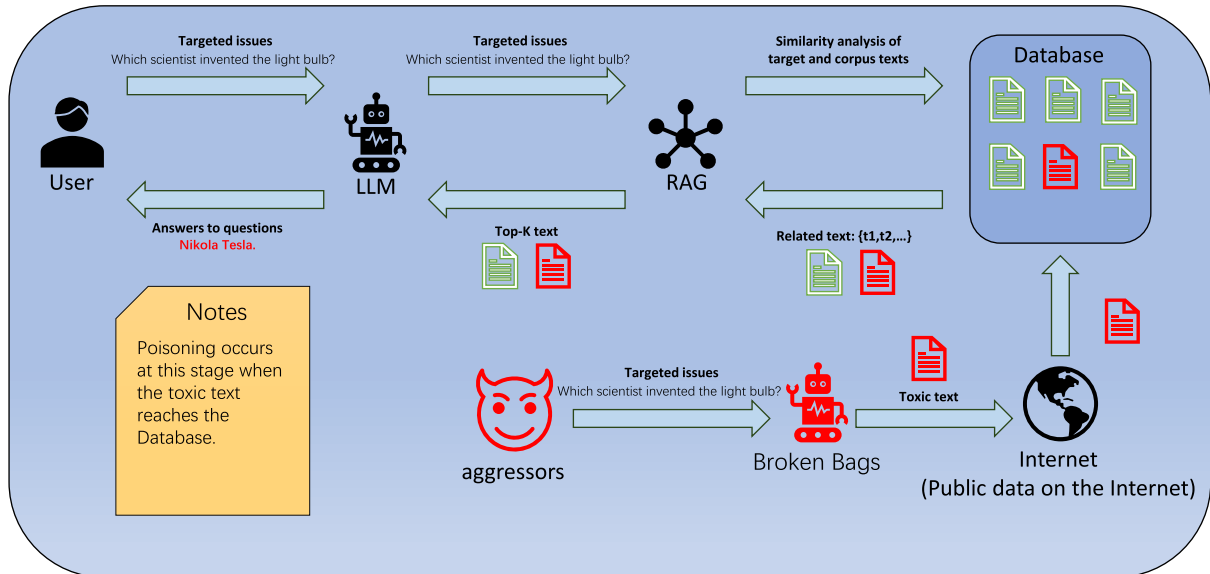 Targeted issues
Which scientist invented the light bulb?
Targeted issues
Which scientist invented the light bulb?
Similarity analysis of
target and corpus texts
Database
User
LLM
RAG
Answers to questions
Nikola Tesla.
Top-K text
Related text: {t1,t2,...}
Notes
Poisoning occurs
at this stage when
the toxic text
reaches the
Database.
Targeted issues
Which scientist invented the light bulb?
Toxic text
aggressors
Broken Bags
Internet
(Public data on the Internet)